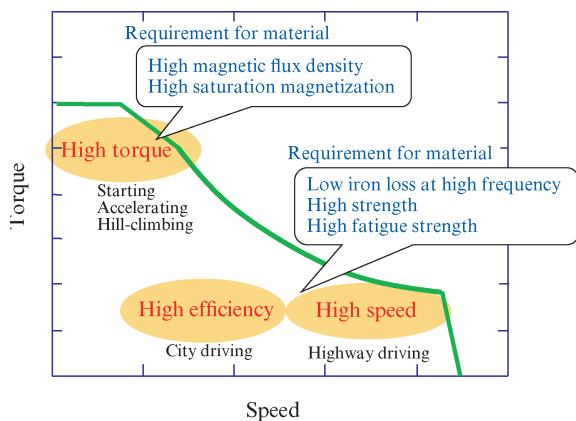 Requirement for material
High magnetic flux density
High saturation magnetization
High torque
Starting
Accelerating
Hill-climbing
Requirement for material
Low iron loss at high frequency
High strength
High fatigue strength
High efficiency
High speed
City driving
Highway driving
Torque
Speed